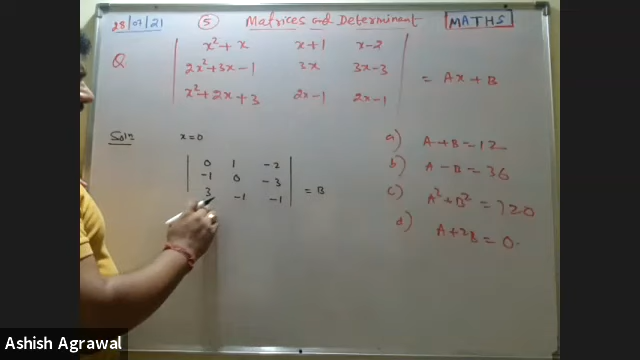 28/07/21 (5) Matrices and Determinant MATHS
Q | x²+x x+1 x-2 |
| 2x²+3x-1 3x 3x-3 | = Ax+B
| x²+2x+3 2x-1 2x-1 |
Solⁿ x=0
| 0 1 -2 |
| -1 0 -3 | = B
| 3 -1 -1 |
a) A+B=12
b) A-B=36
c) A²+B²=720
d) A+2B=0.
Ashish Agrawal